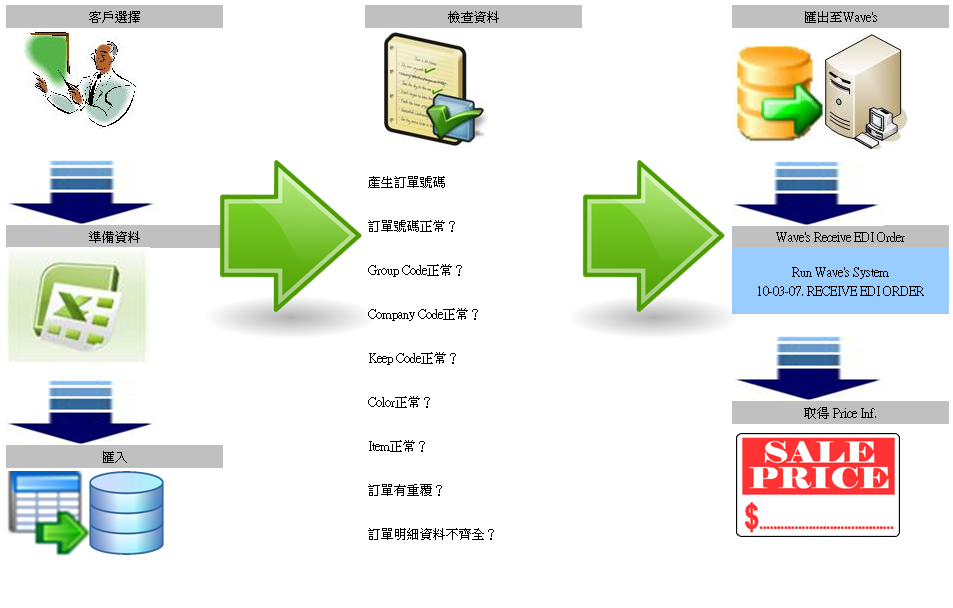 客戶選擇
準備資料
匯入
檢查資料
產生訂單號碼
訂單號碼正常？
Group Code正常？
Company Code正常？
Keep Code正常？
Color正常？
Item正常？
訂單有重覆？
訂單明細資料不齊全？
匯出至Wave's
Wave's Receive EDI Order
Run Wave's System
10-03-07. RECEIVE EDI ORDER
取得 Price Inf.
SALE
PRICE
$